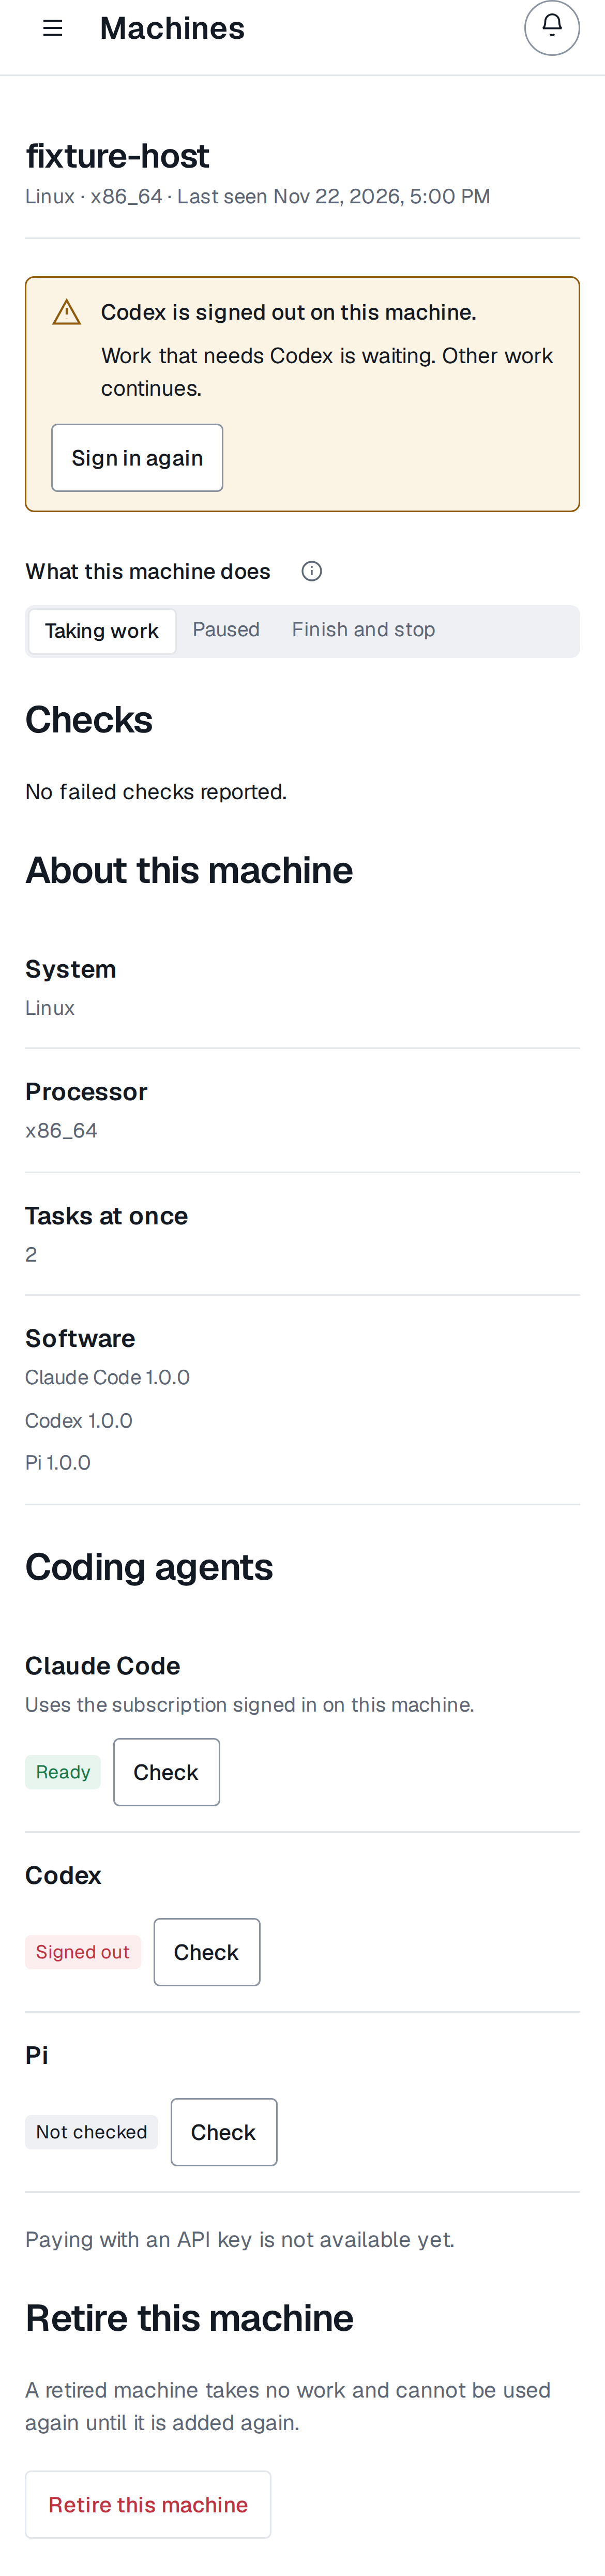 Machines
fixture-host
Linux · x86_64 · Last seen Nov 22, 2026, 5:00 PM
Codex is signed out on this machine.
Work that needs Codex is waiting. Other work
continues.
Sign in again
What this machine does
Taking work
Paused
Finish and stop
Checks
No failed checks reported.
About this machine
System
Linux
Processor
x86_64
Tasks at once
2
Software
Claude Code 1.0.0
Codex 1.0.0
Pi 1.0.0
Coding agents
Claude Code
Uses the subscription signed in on this machine.
Ready
Check
Codex
Signed out
Check
Pi
Not checked
Check
Paying with an API key is not available yet.
Retire this machine
A retired machine takes no work and cannot be used
again until it is added again.
Retire this machine